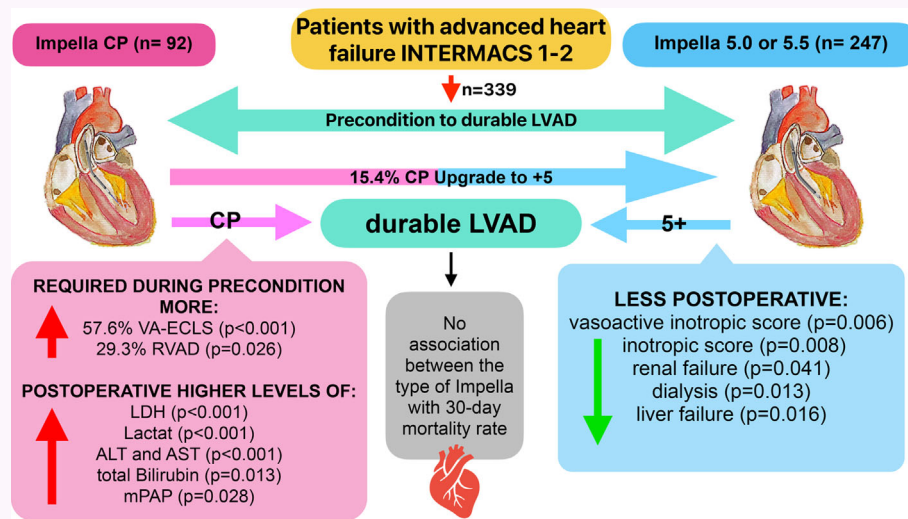 Impella CP (n= 92)
Patients with advanced heart
failure INTERMACS 1-2
Impella 5.0 or 5.5 (n= 247)
n=339
Precondition to durable LVAD
15.4% CP Upgrade to +5
CP
durable LVAD
5+
REQUIRED DURING PRECONDITION
MORE:
57.6% VA-ECLS (p<0.001)
29.3% RVAD (p=0.026)
POSTOPERATIVE HIGHER LEVELS OF:
LDH (p<0.001)
Lactat (p<0.001)
ALT and AST (p<0.001)
total Bilirubin (p=0.013)
mPAP (p=0.028)
No
association
between the
type of Impella
with 30-day
mortality rate
LESS POSTOPERATIVE:
vasoactive inotropic score (p=0.006)
inotropic score (p=0.008)
renal failure (p=0.041)
dialysis (p=0.013)
liver failure (p=0.016)